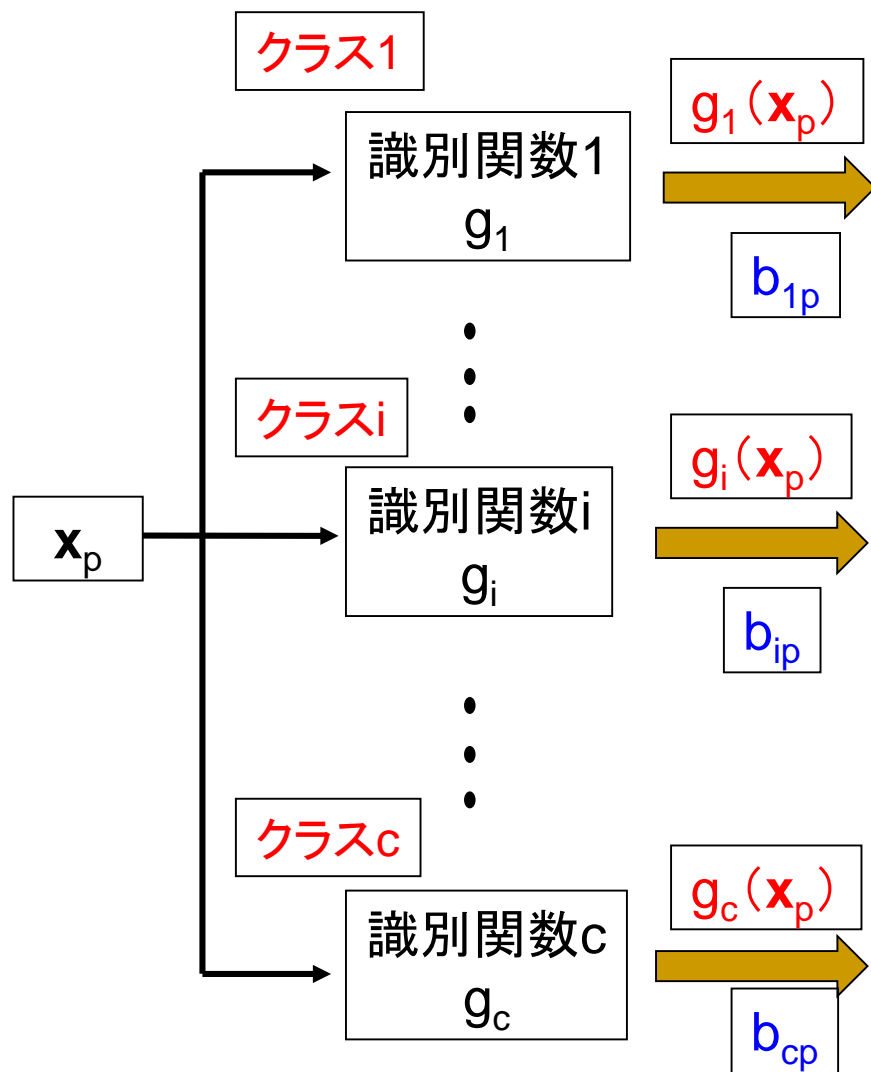 クラス1
g1(xp)
識別関数1
g1
b1p
クラスi
gi(xp)
識別関数i
gi
xp
bip
クラスc
gc(xp)
識別関数c
gc
bcp